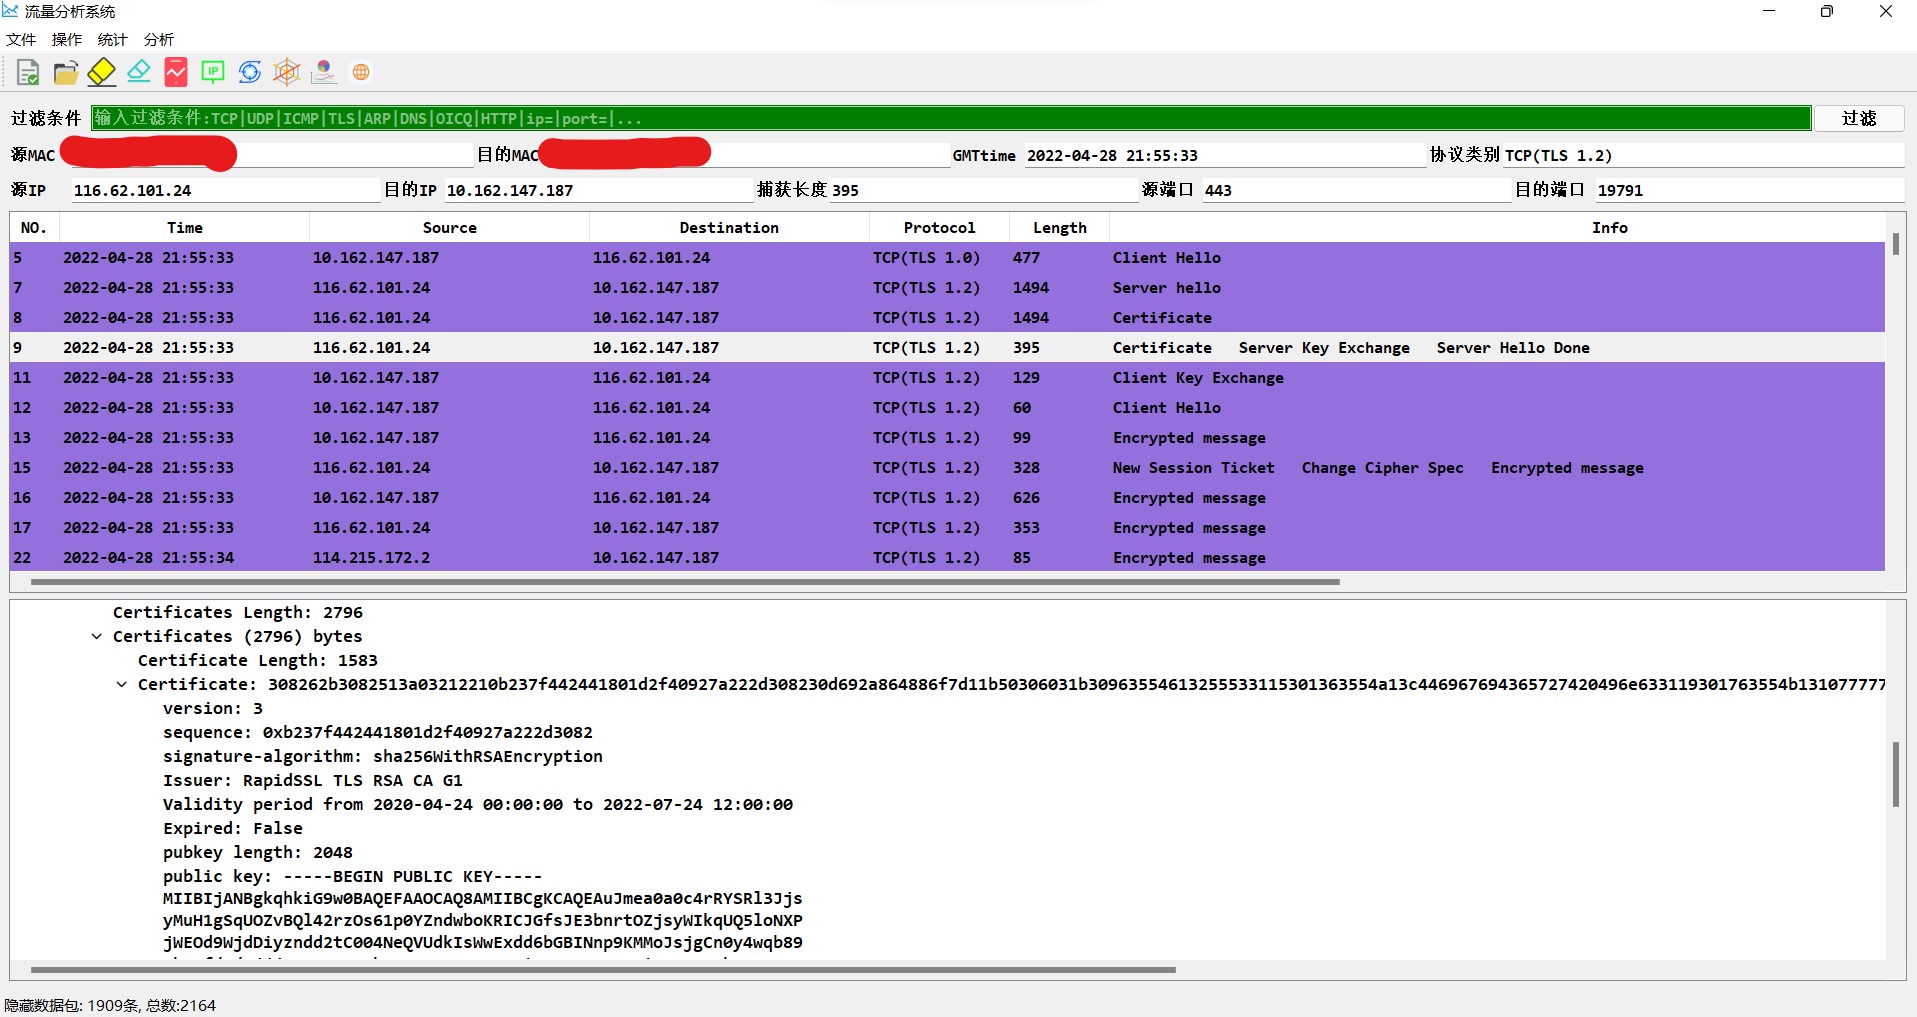 流量分析系统
文件 操作 统计 分析
IP
过滤条件 输入过滤条件:TCP|UDP|ICMP|TLS|ARP|DNS|OICQ|HTTP|ip=|port=|... 过滤
源MAC 目的MAC GMTtime 2022-04-28 21:55:33 协议类别 TCP(TLS 1.2)
源IP 116.62.101.24 目的IP 10.162.147.187 捕获长度 395 源端口 443 目的端口 19791
NO. Time Source Destination Protocol Length Info
5 2022-04-28 21:55:33 10.162.147.187 116.62.101.24 TCP(TLS 1.0) 477 Client Hello
7 2022-04-28 21:55:33 116.62.101.24 10.162.147.187 TCP(TLS 1.2) 1494 Server hello
8 2022-04-28 21:55:33 116.62.101.24 10.162.147.187 TCP(TLS 1.2) 1494 Certificate
9 2022-04-28 21:55:33 116.62.101.24 10.162.147.187 TCP(TLS 1.2) 395 Certificate Server Key Exchange Server Hello Done
11 2022-04-28 21:55:33 10.162.147.187 116.62.101.24 TCP(TLS 1.2) 129 Client Key Exchange
12 2022-04-28 21:55:33 10.162.147.187 116.62.101.24 TCP(TLS 1.2) 60 Client Hello
13 2022-04-28 21:55:33 10.162.147.187 116.62.101.24 TCP(TLS 1.2) 99 Encrypted message
15 2022-04-28 21:55:33 116.62.101.24 10.162.147.187 TCP(TLS 1.2) 328 New Session Ticket Change Cipher Spec Encrypted message
16 2022-04-28 21:55:33 10.162.147.187 116.62.101.24 TCP(TLS 1.2) 626 Encrypted message
17 2022-04-28 21:55:33 116.62.101.24 10.162.147.187 TCP(TLS 1.2) 353 Encrypted message
22 2022-04-28 21:55:34 114.215.172.2 10.162.147.187 TCP(TLS 1.2) 85 Encrypted message
Certificates Length: 2796
Certificates (2796) bytes
Certificate Length: 1583
Certificate: 308262b3082513a03212210b237f442441801d2f40927a222d308230d692a864886f7d11b50306031b3096355461325553311530136355​4a13c446967694365727420496e633119301763554b131077777
version: 3
sequence: 0xb237f442441801d2f40927a222d3082
signature-algorithm: sha256WithRSAEncryption
Issuer: RapidSSL TLS RSA CA G1
Validity period from 2020-04-24 00:00:00 to 2022-07-24 12:00:00
Expired: False
pubkey length: 2048
public key: -----BEGIN PUBLIC KEY-----
MIIBIjANBgkqhkiG9w0BAQEFAAOCAQ8AMIIBCgKCAQEAuJmea0a0c4rRYSRl3Jjs
yMuH1gSqUOZvBQl42rzOs61p0YZndwboKRICJGfsJE3bnrtOZjsyWIkqUQ5loNXP
jWEOd9WjdDiyzndd2tC004NeQVUdkIsWwExdd6bGBINnp9KMMoJsjgCn0y4wqb89
隐藏数据包: 1909条, 总数:2164